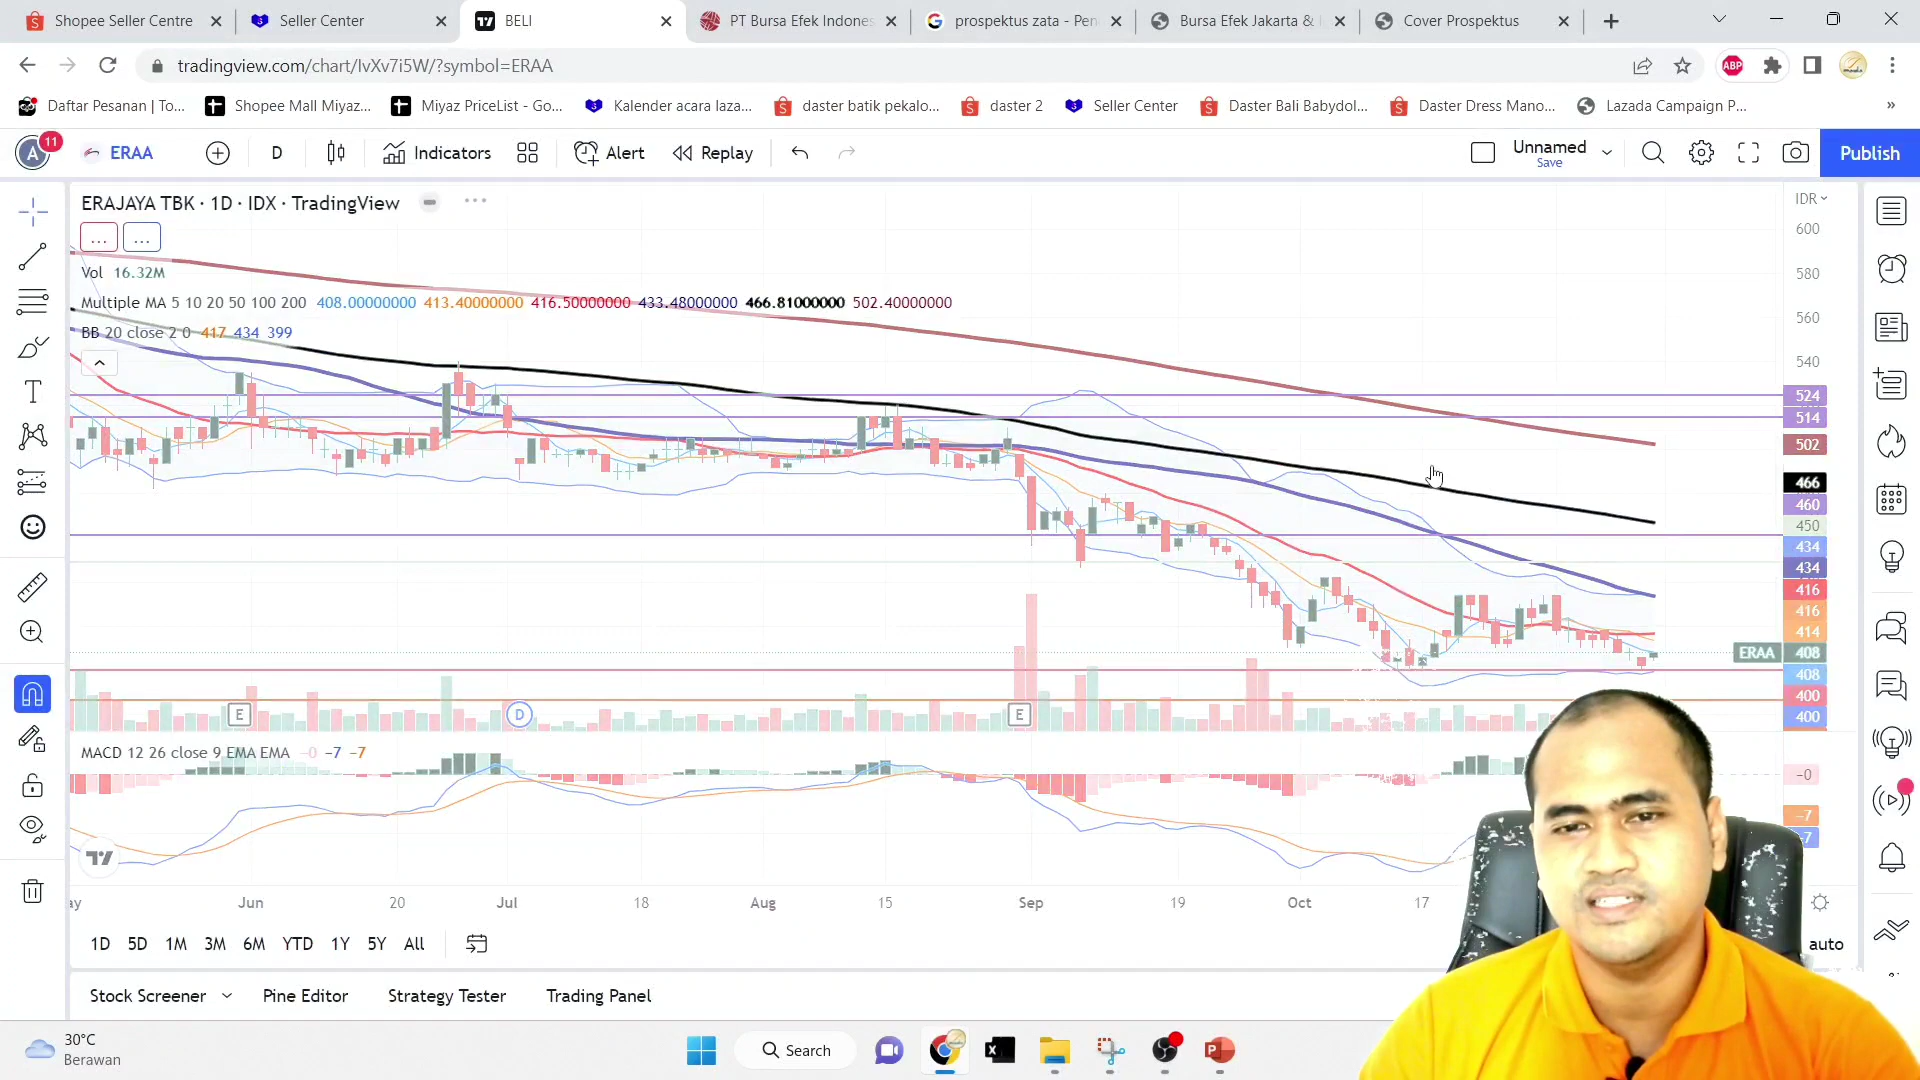 Shopee Seller Centre
Seller Center
BELI
PT Bursa Efek Indones
prospektus zata - Pen
Bursa Efek Jakarta &
Cover Prospektus
tradingview.com/chart/IvXv7i5W/?symbol=ERAA
ABP
Daftar Pesanan | To...
Shopee Mall Miyaz...
Miyaz PriceList - Go...
Kalender acara laza...
daster batik pekalo...
daster 2
Seller Center
Daster Bali Babydol...
Daster Dress Mano...
Lazada Campaign P...
A
11
ERAA
D
Indicators
Alert
Replay
Unnamed
Save
Publish
ERAJAYA TBK · 1D · IDX · TradingView
IDR
600
580
560
540
524
514
502
466
460
450
434
434
416
416
414
ERAA 408
408
400
400
Vol 16.32M
Multiple MA 5 10 20 50 100 200 408.00000000 413.40000000 416.50000000 433.48000000 466.81000000 502.40000000
BB 20 close 2 0 417 434 399
E
D
E
MACD 12 26 close 9 EMA EMA −0 −7 −7
−0
−7
−7
ay
Jun
20
Jul
18
Aug
15
Sep
19
Oct
17
1D 5D 1M 3M 6M YTD 1Y 5Y All
auto
Stock Screener
Pine Editor
Strategy Tester
Trading Panel
30°C
Berawan
Search